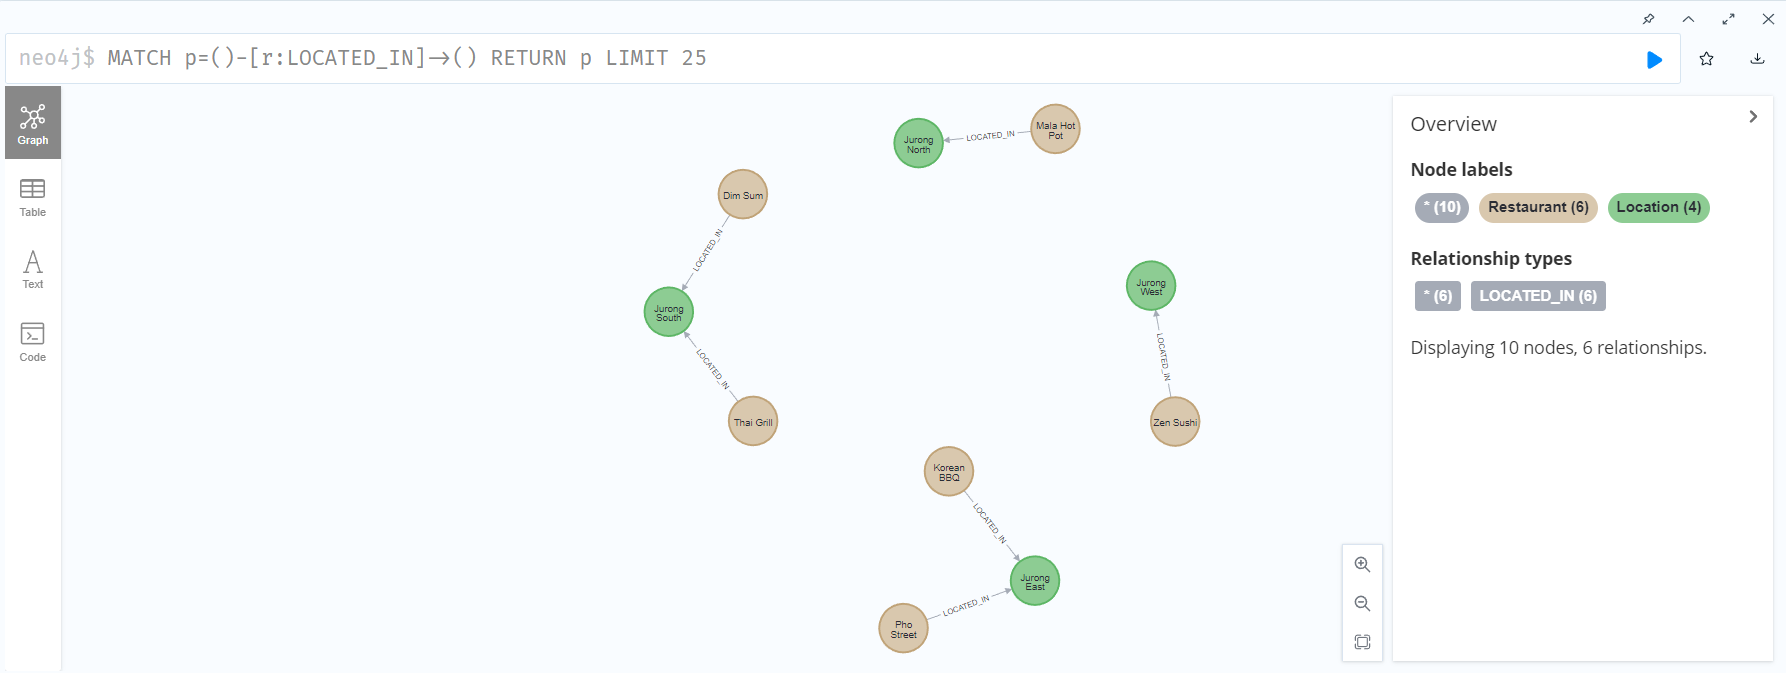 neo4j$ MATCH p=()-[r:LOCATED_IN]->() RETURN p LIMIT 25
Graph
Table
Text
Code
Jurong
North
LOCATED_IN
Mala Hot
Pot
Dim Sum
LOCATED_IN
Jurong
South
LOCATED_IN
Thai Grill
Jurong
West
LOCATED_IN
Zen Sushi
Korean
BBQ
LOCATED_IN
Jurong
East
LOCATED_IN
Pho
Street
Overview
Node labels
* (10) Restaurant (6) Location (4)
Relationship types
* (6) LOCATED_IN (6)
Displaying 10 nodes, 6 relationships.